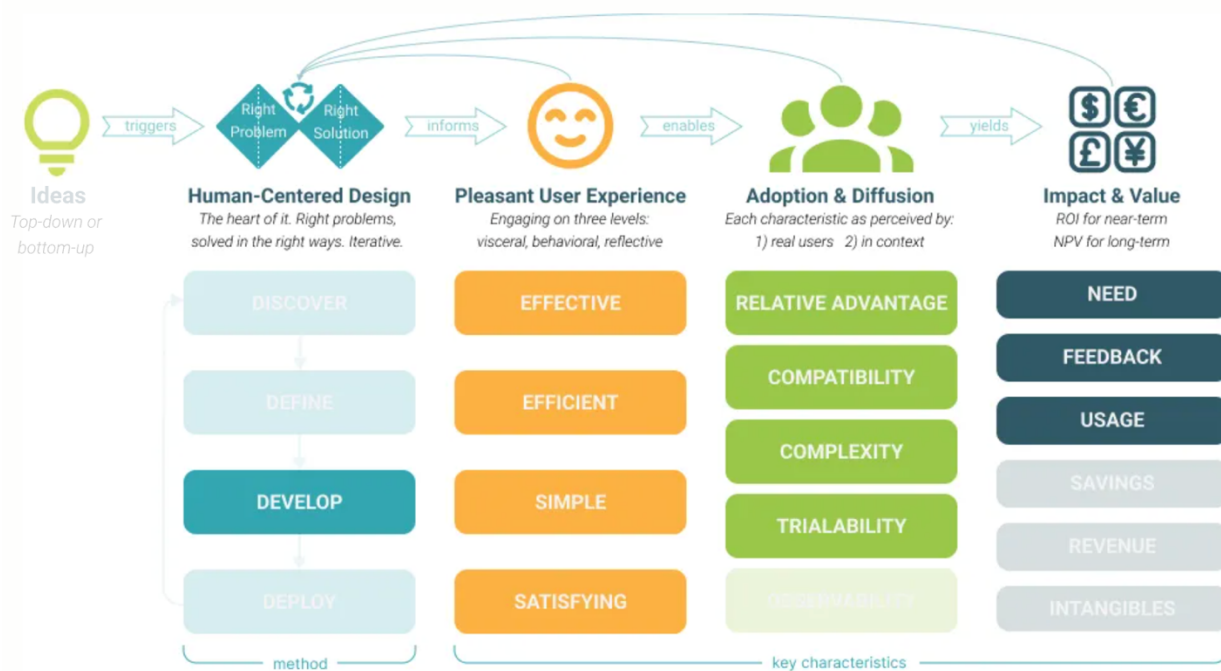 triggers
Right
Problem
Right
Solution
informs
enables
yields
$
€
£
¥
Ideas
Top-down or
bottom-up
Human-Centered Design
The heart of it. Right problems,
solved in the right ways. Iterative.
Pleasant User Experience
Engaging on three levels:
visceral, behavioral, reflective
Adoption & Diffusion
Each characteristic as perceived by:
1) real users 2) in context
Impact & Value
ROI for near-term
NPV for long-term
DISCOVER
DEFINE
DEVELOP
DEPLOY
EFFECTIVE
EFFICIENT
SIMPLE
SATISFYING
RELATIVE ADVANTAGE
COMPATIBILITY
COMPLEXITY
TRIALABILITY
OBSERVABILITY
NEED
FEEDBACK
USAGE
SAVINGS
REVENUE
INTANGIBLES
method
key characteristics